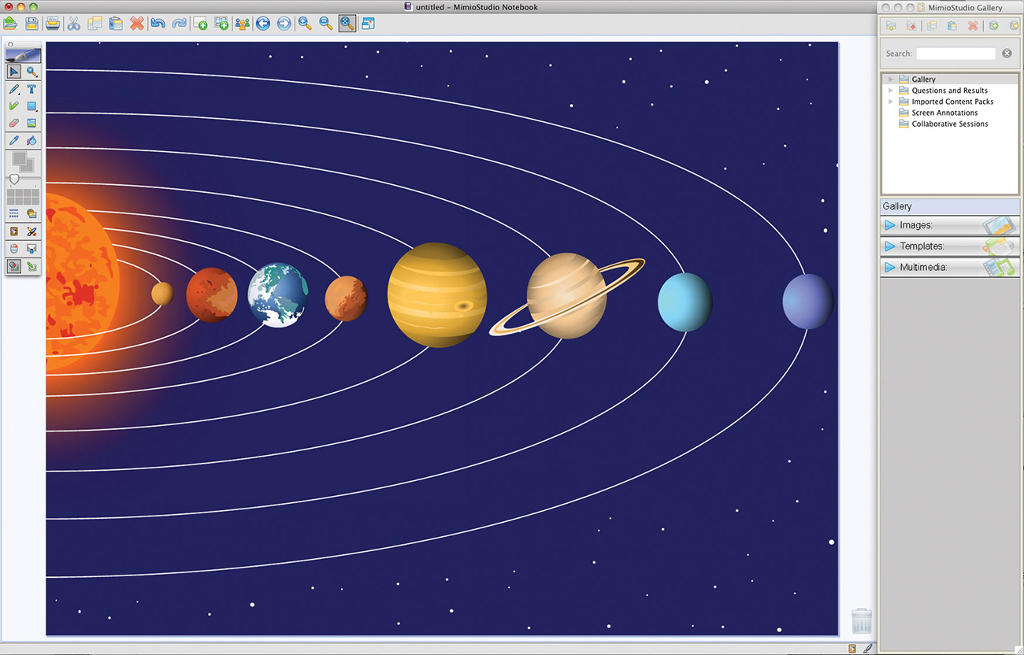 untitled - MimioStudio Notebook
MimioStudio Gallery
Search:
Gallery
Questions and Results
Imported Content Packs
Screen Annotations
Collaborative Sessions
Gallery
Images:
Templates:
Multimedia: